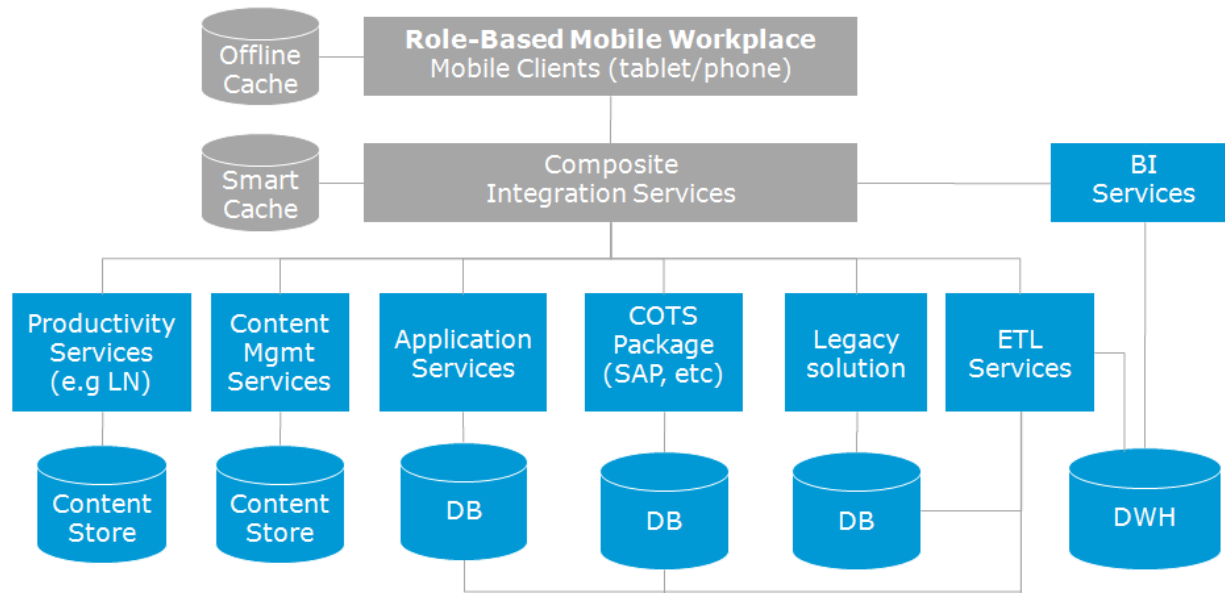 Offline
Cache
Role-Based Mobile Workplace
Mobile Clients (tablet/phone)
Smart
Cache
Composite
Integration Services
BI
Services
Productivity
Services
(e.g LN)
Content
Mgmt
Services
Application
Services
COTS
Package
(SAP, etc)
Legacy
solution
ETL
Services
Content
Store
Content
Store
DB
DB
DB
DWH